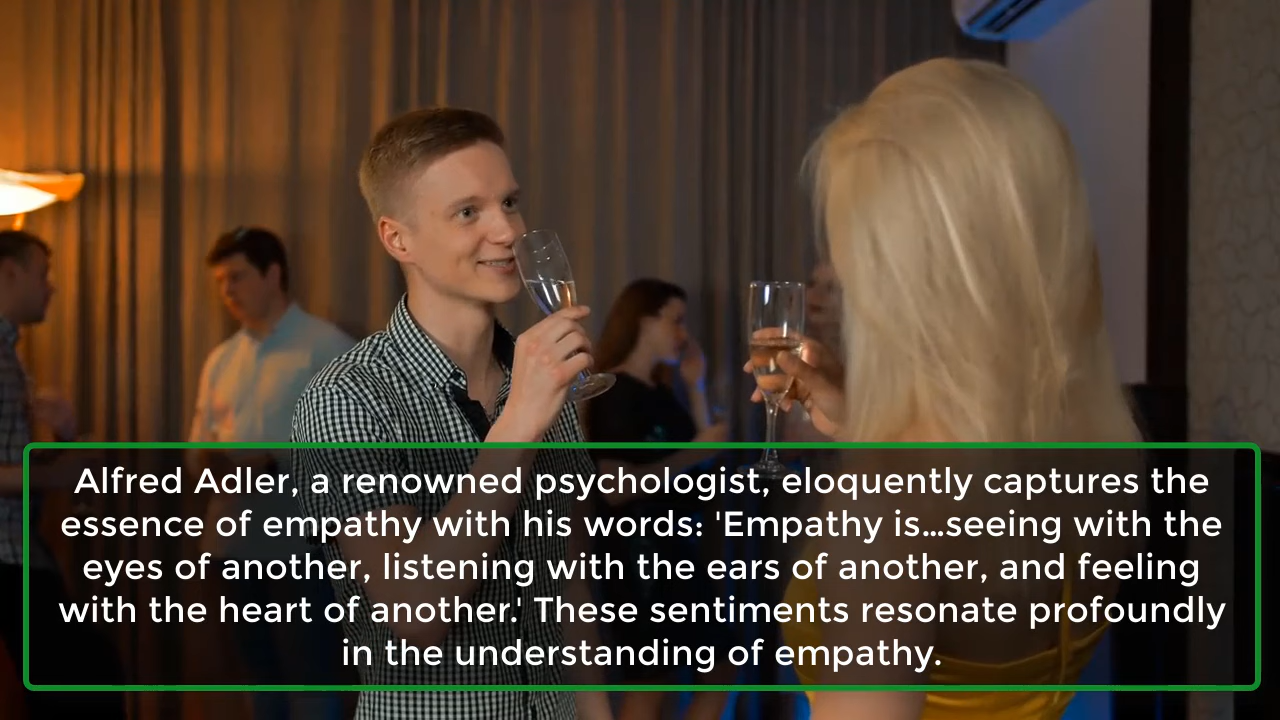 Alfred Adler, a renowned psychologist, eloquently captures the
essence of empathy with his words: 'Empathy is...seeing with the
eyes of another, listening with the ears of another, and feeling
with the heart of another.' These sentiments resonate profoundly
in the understanding of empathy.